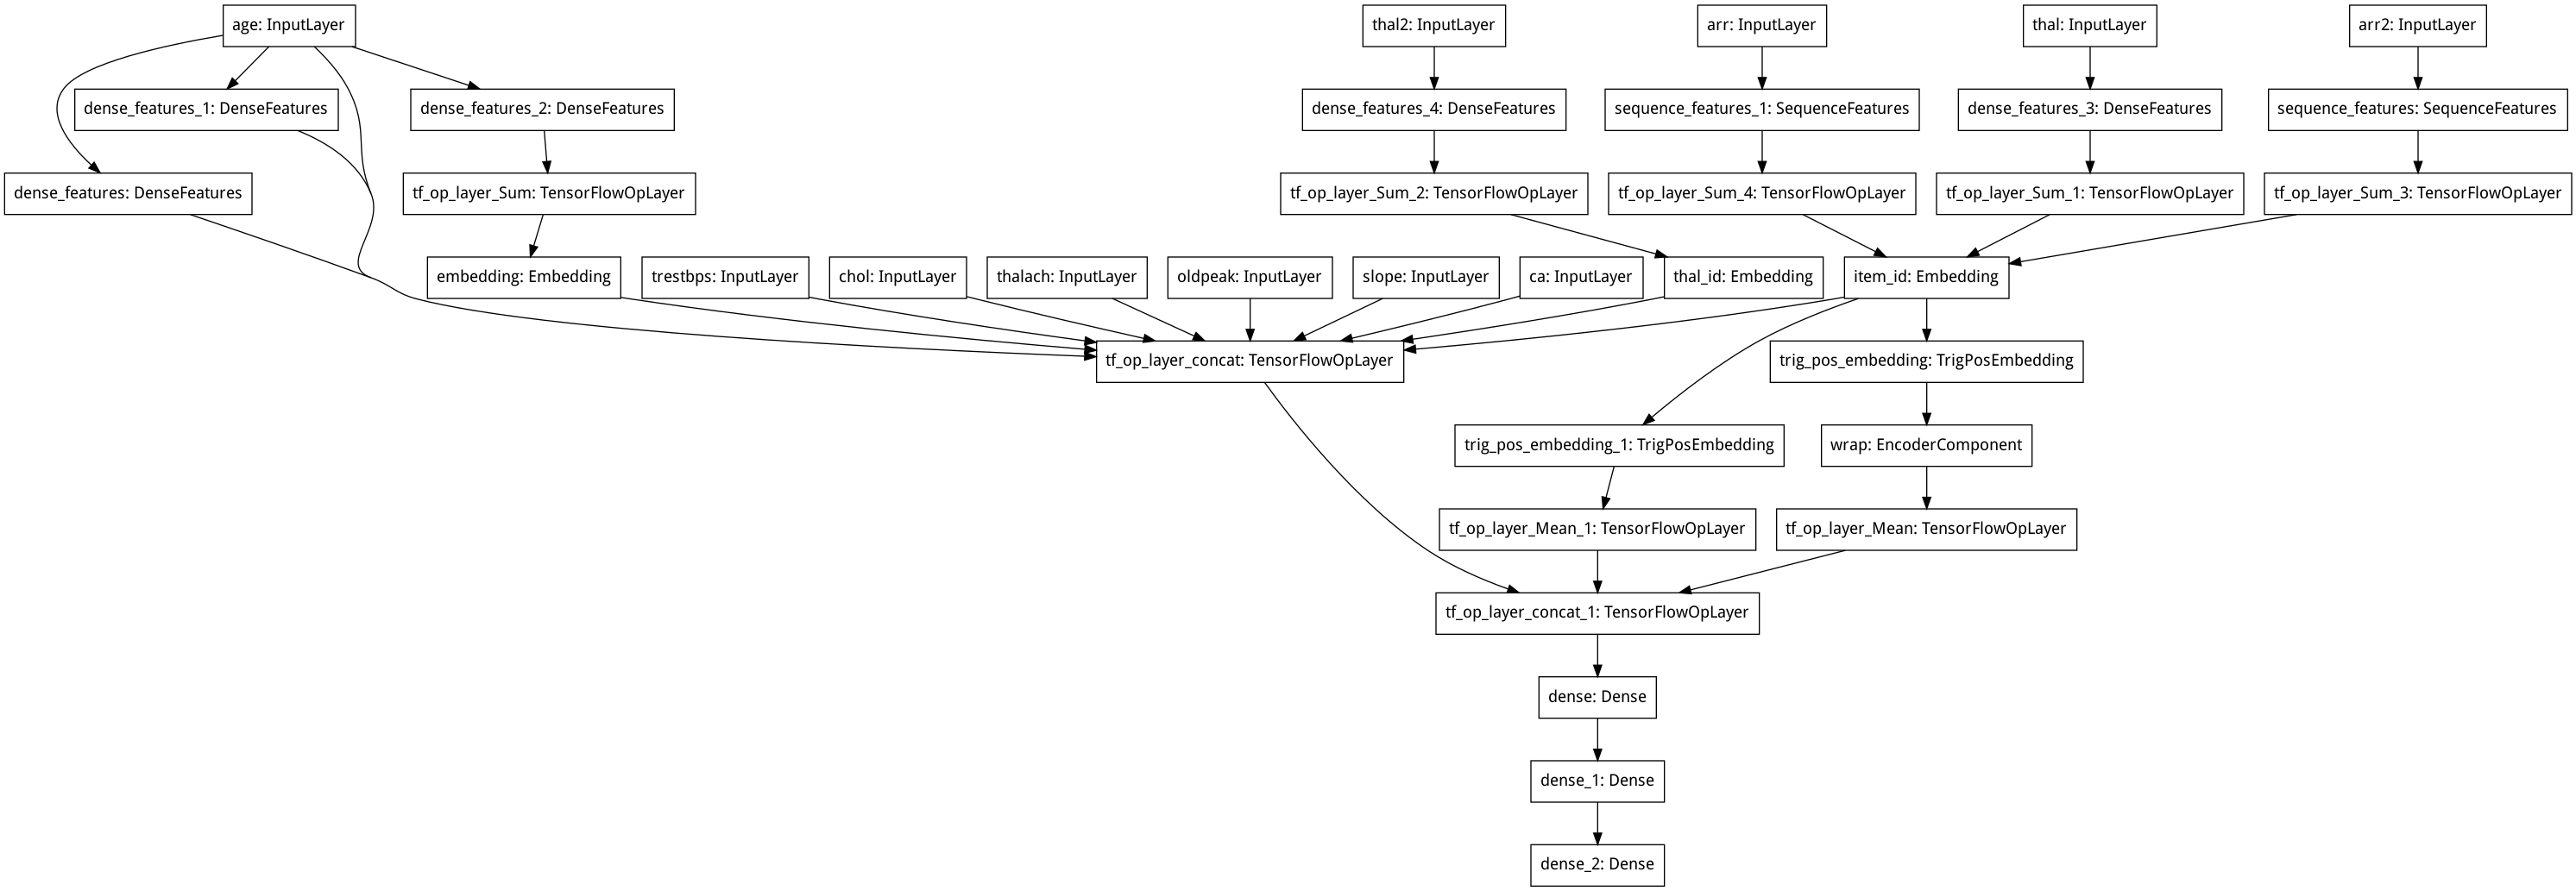 age: InputLayer
thal2: InputLayer
arr: InputLayer
thal: InputLayer
arr2: InputLayer
dense_features_1: DenseFeatures
dense_features_2: DenseFeatures
dense_features_4: DenseFeatures
sequence_features_1: SequenceFeatures
dense_features_3: DenseFeatures
sequence_features: SequenceFeatures
dense_features: DenseFeatures
tf_op_layer_Sum: TensorFlowOpLayer
tf_op_layer_Sum_2: TensorFlowOpLayer
tf_op_layer_Sum_4: TensorFlowOpLayer
tf_op_layer_Sum_1: TensorFlowOpLayer
tf_op_layer_Sum_3: TensorFlowOpLayer
embedding: Embedding
trestbps: InputLayer
chol: InputLayer
thalach: InputLayer
oldpeak: InputLayer
slope: InputLayer
ca: InputLayer
thal_id: Embedding
item_id: Embedding
tf_op_layer_concat: TensorFlowOpLayer
trig_pos_embedding: TrigPosEmbedding
trig_pos_embedding_1: TrigPosEmbedding
wrap: EncoderComponent
tf_op_layer_Mean_1: TensorFlowOpLayer
tf_op_layer_Mean: TensorFlowOpLayer
tf_op_layer_concat_1: TensorFlowOpLayer
dense: Dense
dense_1: Dense
dense_2: Dense